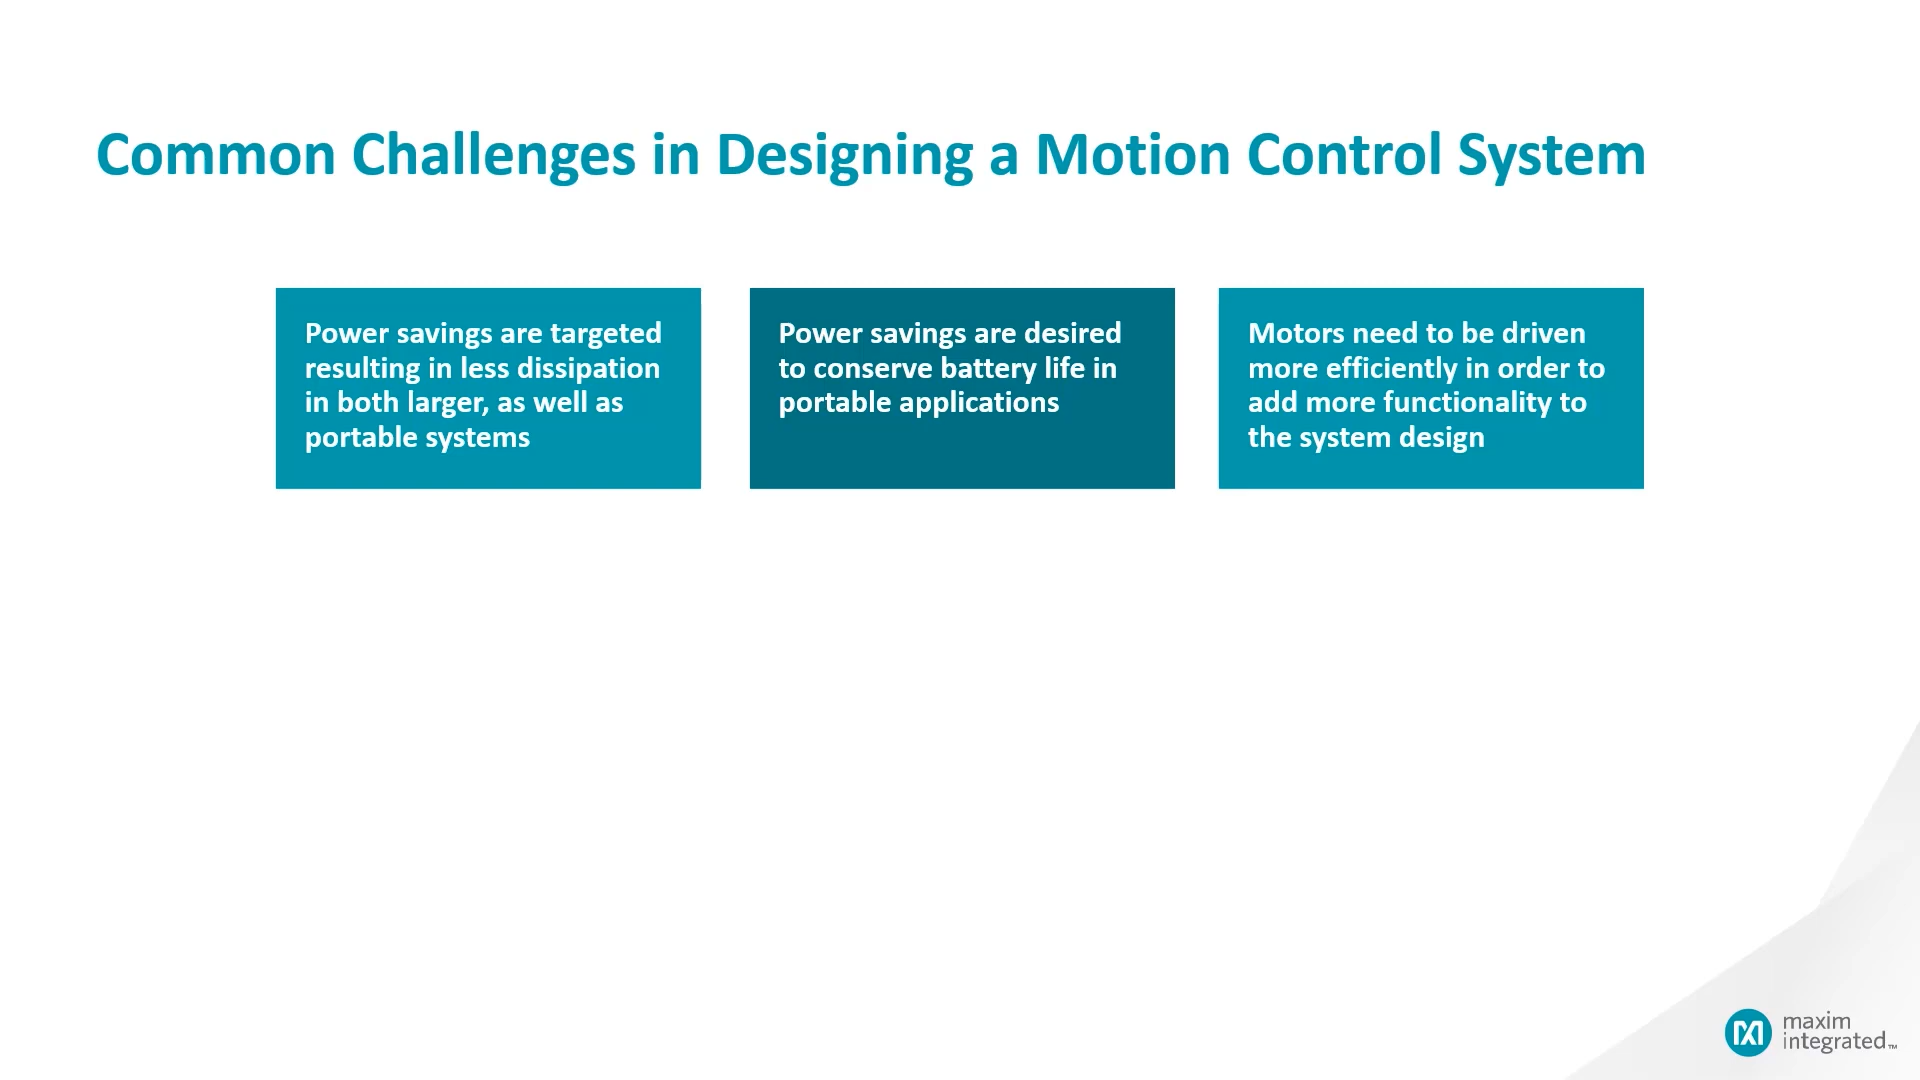 Common Challenges in Designing a Motion Control System
Power savings are targeted
resulting in less dissipation
in both larger, as well as
portable systems
Power savings are desired
to conserve battery life in
portable applications
Motors need to be driven
more efficiently in order to
add more functionality to
the system design
maxim
integrated™